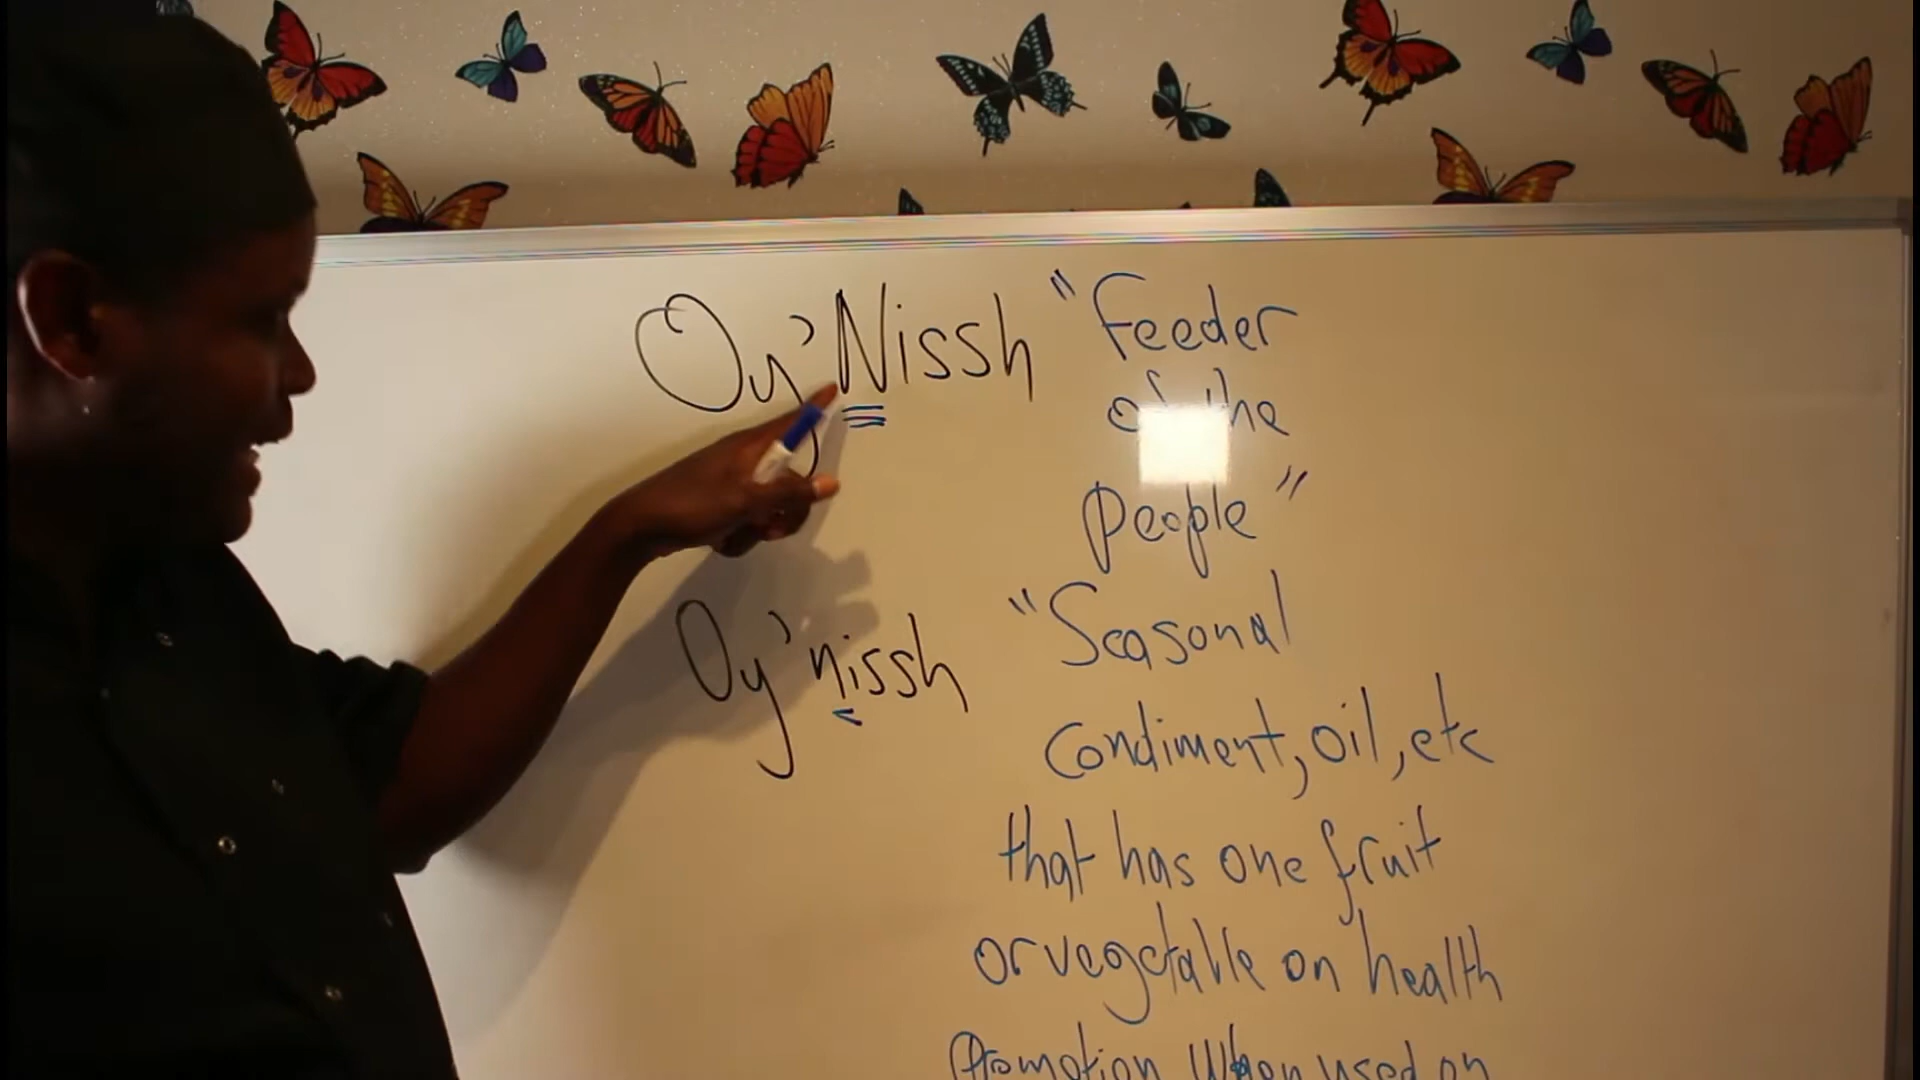 Oy'Nissh "Feeder
of the
people"
Oy'nissh "Seasonal
Condiment, oil, etc
that has one fruit
or vegetable on health
Promotion When used on